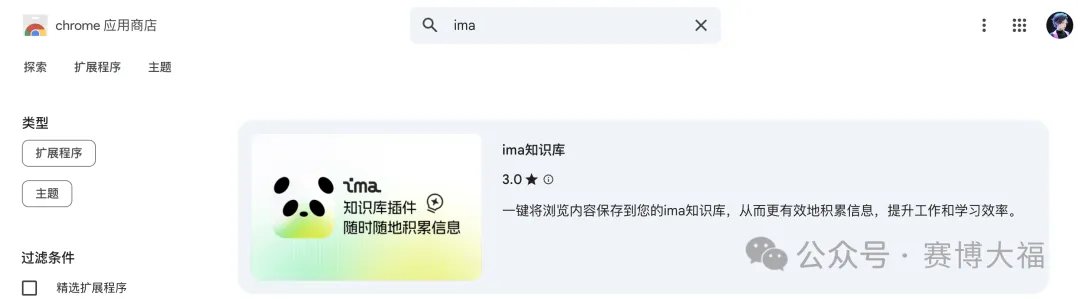 chrome 应用商店
ima
探索 扩展程序 主题
类型
扩展程序
主题
过滤条件
精选扩展程序
ima
知识库插件
随时随地积累信息
ima知识库
3.0
一键将浏览内容保存到您的ima知识库，从而更有效地积累信息，提升工作和学习效率。
公众号 · 赛博大福